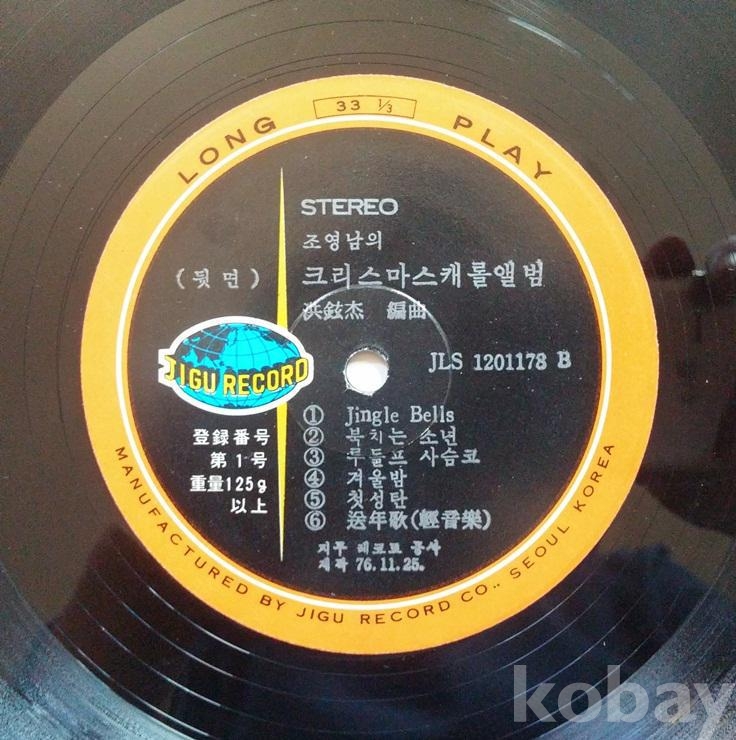 33 1/3
LONG PLAY
STEREO
조영남의
(뒷면) 크리스마스캐롤앨범
洪鉉杰 編曲
JLS 1201178 B
JIGU RECORD
① Jingle Bells
② 북치는 소년
③ 루돌프 사슴코
④ 겨울밤
⑤ 첫성탄
⑥ 送年歌(輕音樂)
登録番号
第1号
重量125g
以上
지구 레코드 공사
제작 76.11.25.
MANUFACTURED BY JIGU RECORD CO., SEOUL KOREA
kobay